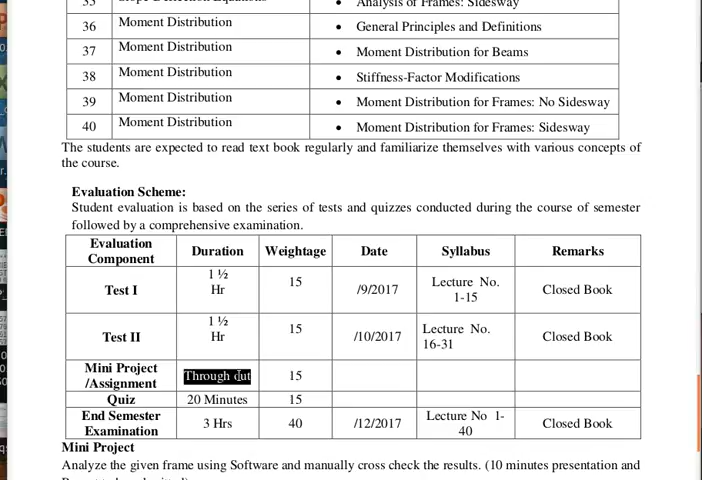 35
Analysis of Frames: Sidesway
36 Moment Distribution • General Principles and Definitions
37 Moment Distribution • Moment Distribution for Beams
38 Moment Distribution • Stiffness-Factor Modifications
39 Moment Distribution • Moment Distribution for Frames: No Sidesway
40 Moment Distribution • Moment Distribution for Frames: Sidesway
The students are expected to read text book regularly and familiarize themselves with various concepts of
the course.
Evaluation Scheme:
Student evaluation is based on the series of tests and quizzes conducted during the course of semester
followed by a comprehensive examination.
Evaluation
Component
Duration Weightage Date Syllabus Remarks
Test I
1 ½
Hr
15
/9/2017
Lecture No.
1-15
Closed Book
Test II
1 ½
Hr
15
/10/2017
Lecture No.
16-31
Closed Book
Mini Project
/Assignment
Through out
15
Quiz 20 Minutes 15
End Semester
Examination
3 Hrs 40 /12/2017
Lecture No 1-
40
Closed Book
Mini Project
Analyze the given frame using Software and manually cross check the results. (10 minutes presentation and